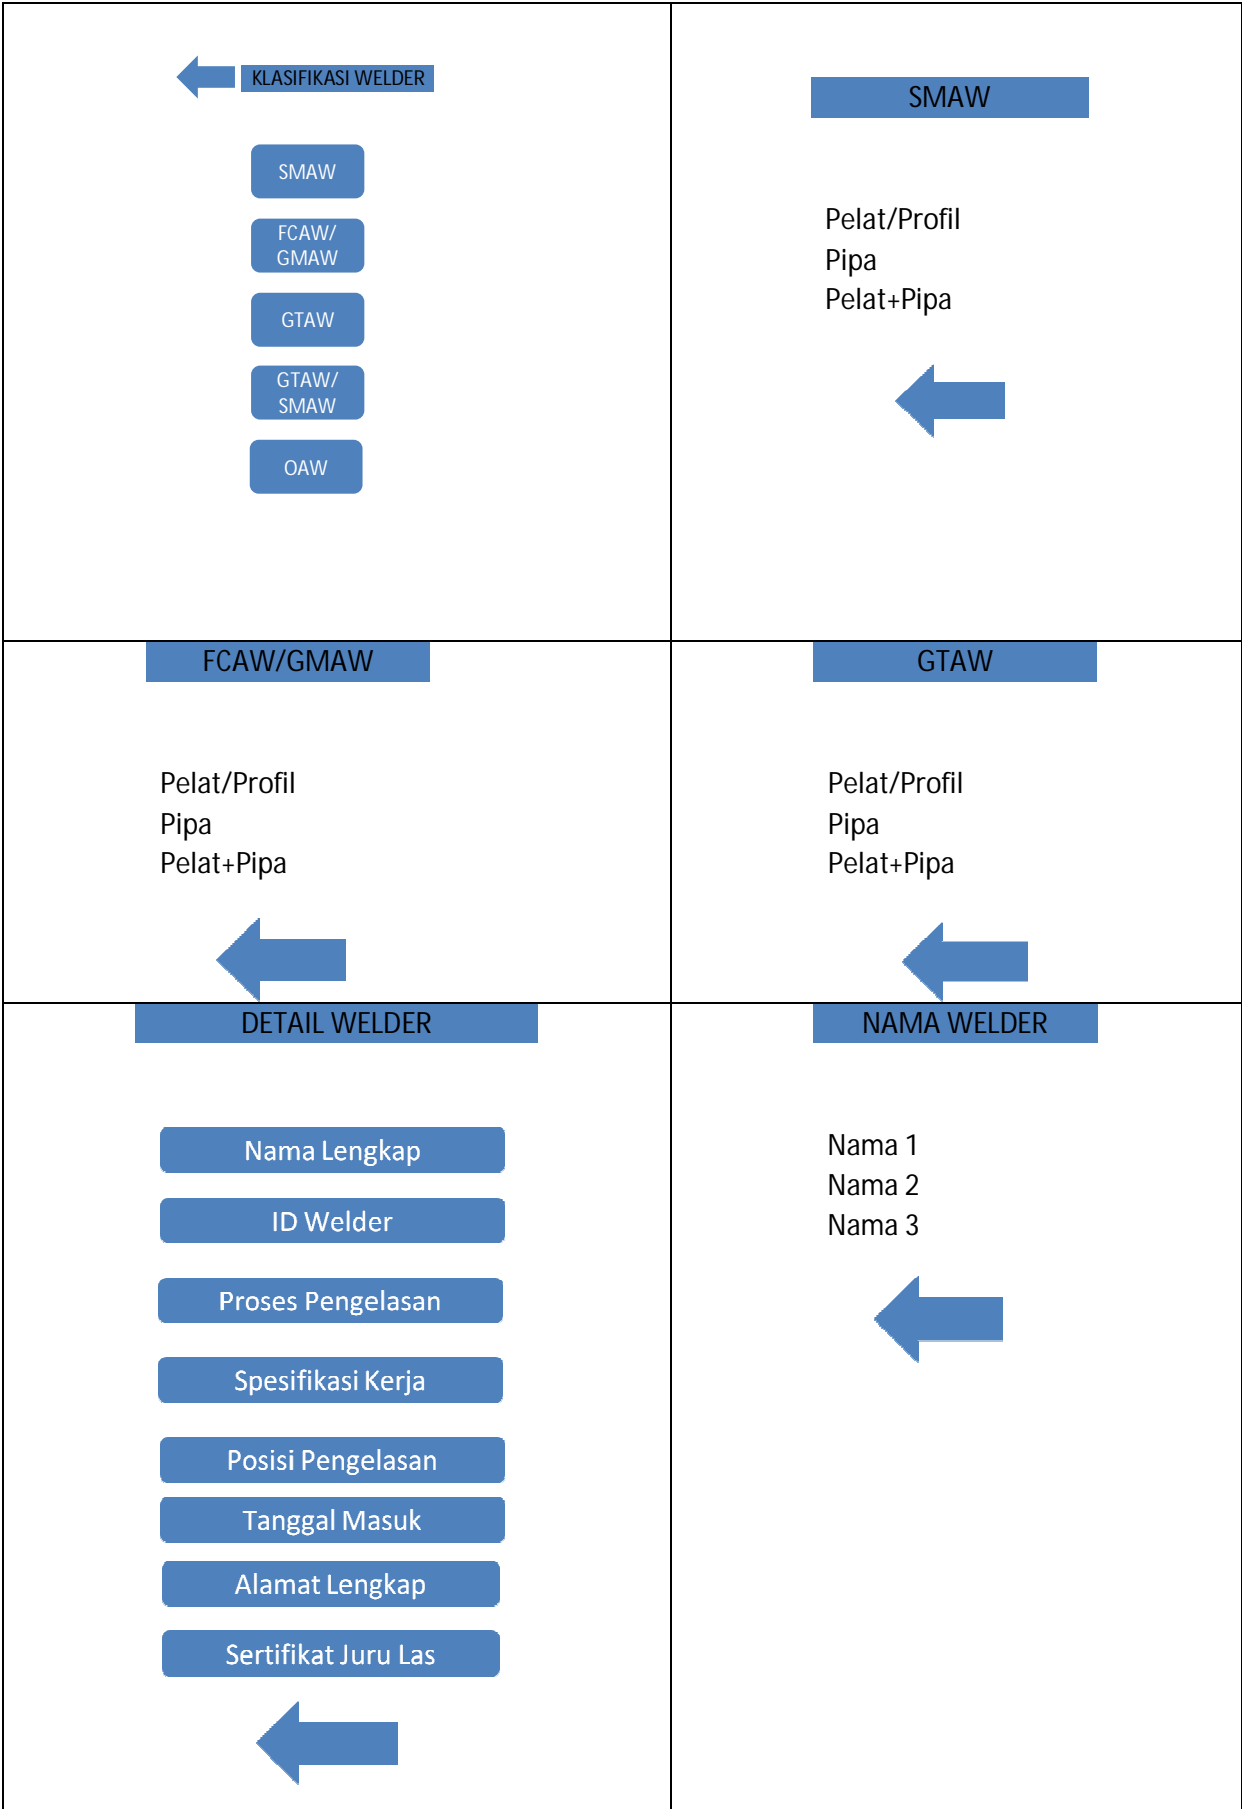 KLASIFIKASI WELDER
SMAW
FCAW/
GMAW
GTAW
GTAW/
SMAW
OAW
SMAW
Pelat/Profil
Pipa
Pelat+Pipa
FCAW/GMAW
Pelat/Profil
Pipa
Pelat+Pipa
GTAW
Pelat/Profil
Pipa
Pelat+Pipa
DETAIL WELDER
Nama Lengkap
ID Welder
Proses Pengelasan
Spesifikasi Kerja
Posisi Pengelasan
Tanggal Masuk
Alamat Lengkap
Sertifikat Juru Las
NAMA WELDER
Nama 1
Nama 2
Nama 3